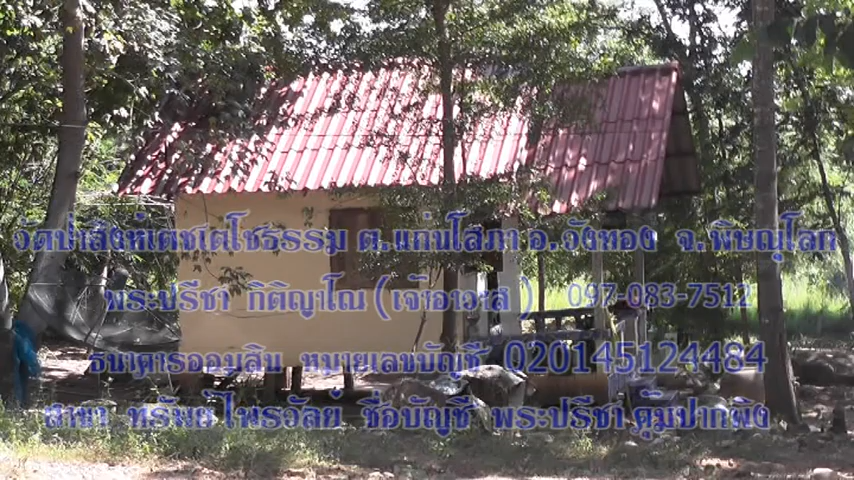 วัดป่าสิงห์เดชเตโชธรรม ต.แก่นโสภา อ.วังทอง จ.พิษณุโลก
พระปรีชา กิติญาโณ ( เจ้าอาวาส ) 097-083-7512
ธนาคารออมสิน หมายเลขบัญชี 020145124484
สาขา ทรัพย์ไพรวัลย์ ชื่อบัญชี พระปรีชา ตุ้มปากพิง